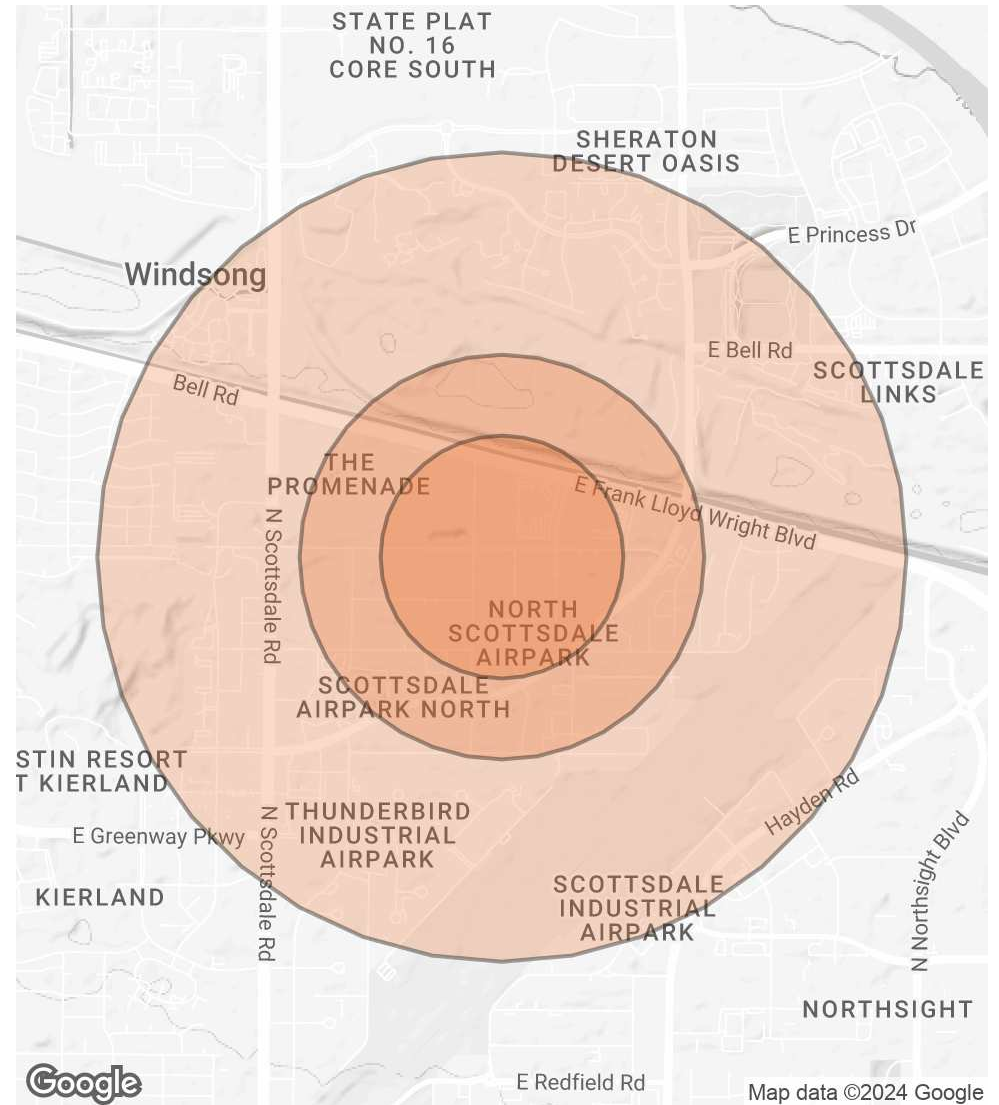 STATE PLAT
NO. 16
CORE SOUTH
SHERATON
DESERT OASIS
E Princess Dr
Windsong
E Bell Rd
SCOTTSDALE
LINKS
Bell Rd
THE
PROMENADE
E Frank Lloyd Wright Blvd
N Scottsdale Rd
NORTH
SCOTTSDALE
AIRPARK
SCOTTSDALE
AIRPARK NORTH
STIN RESORT
T KIERLAND
Hayden Rd
THUNDERBIRD
INDUSTRIAL
AIRPARK
E Greenway Pkwy
N Scottsdale Rd
KIERLAND
SCOTTSDALE
INDUSTRIAL
AIRPARK
N Northsight Blvd
NORTHSIGHT
Google
E Redfield Rd
Map data ©2024 Google